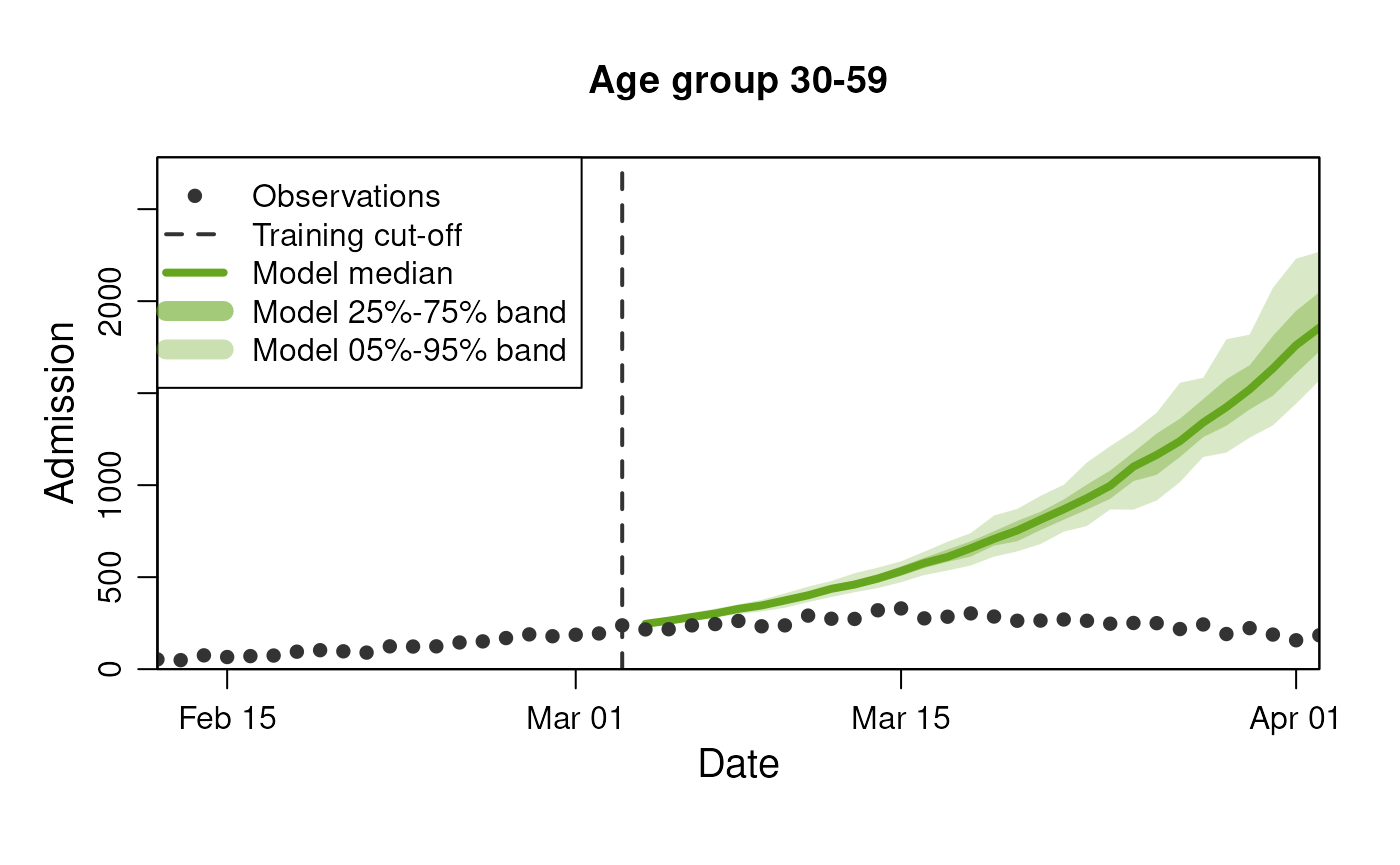 Age group 30-59
Observations
Training cut-off
Model median
Model 25%-75% band
Model 05%-95% band
Admission
2000
1000
500
0
Feb 15
Mar 01
Mar 15
Apr 01
Date